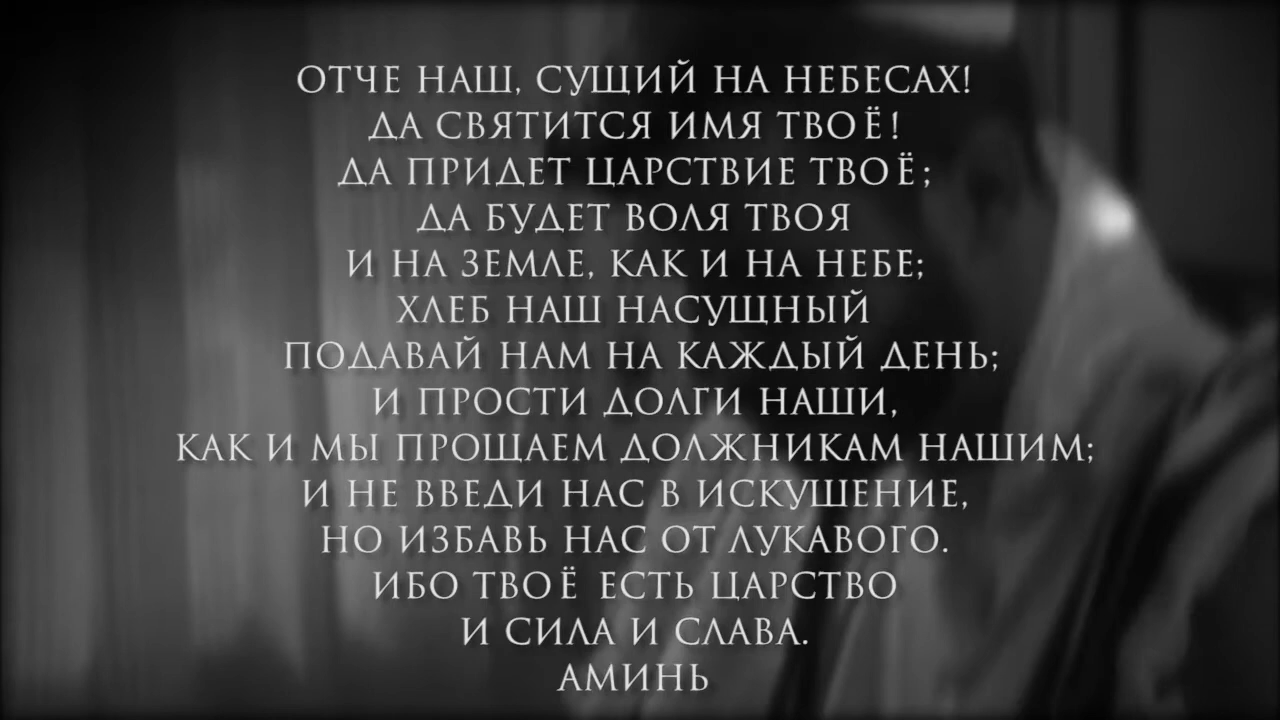 ОТЧЕ НАШ, СУЩИЙ НА НЕБЕСАХ!
ДА СВЯТИТСЯ ИМЯ ТВОЁ!
ДА ПРИДЕТ ЦАРСТВИЕ ТВОЁ;
ДА БУДЕТ ВОЛЯ ТВОЯ
И НА ЗЕМЛЕ, КАК И НА НЕБЕ;
ХЛЕБ НАШ НАСУЩНЫЙ
ПОДАВАЙ НАМ НА КАЖДЫЙ ДЕНЬ;
И ПРОСТИ ДОЛГИ НАШИ,
КАК И МЫ ПРОЩАЕМ ДОЛЖНИКАМ НАШИМ;
И НЕ ВВЕДИ НАС В ИСКУШЕНИЕ,
НО ИЗБАВЬ НАС ОТ ЛУКАВОГО.
ИБО ТВОЁ ЕСТЬ ЦАРСТВО
И СИЛА И СЛАВА.
АМИНЬ